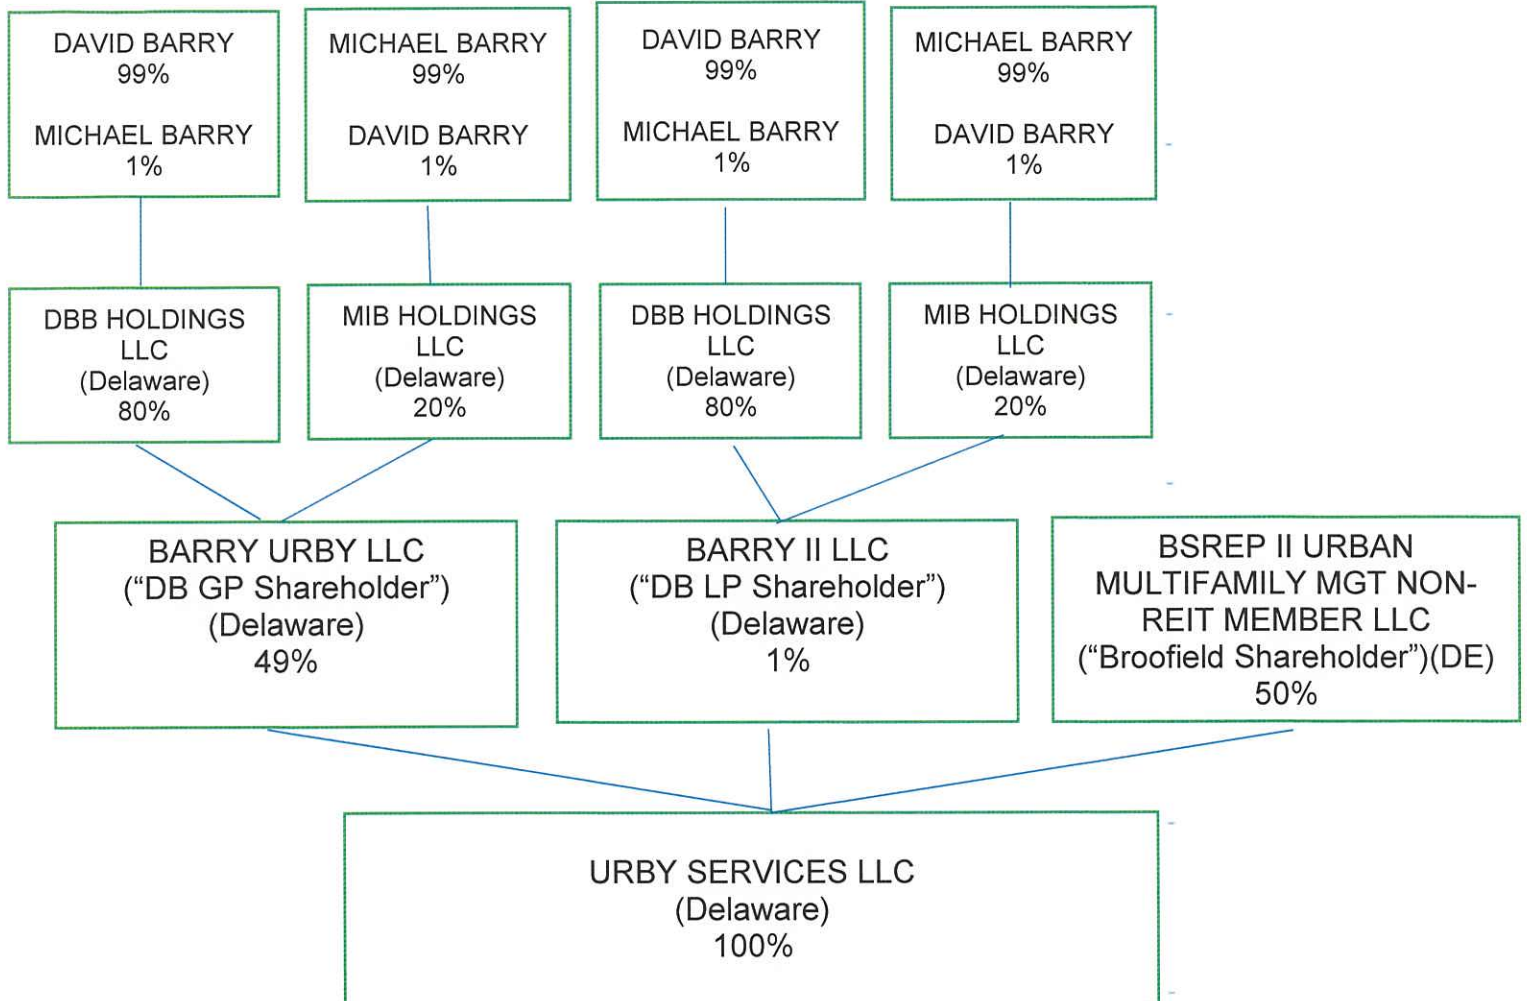 DAVID BARRY
99%
MICHAEL BARRY
1%
MICHAEL BARRY
99%
DAVID BARRY
1%
DAVID BARRY
99%
MICHAEL BARRY
1%
MICHAEL BARRY
99%
DAVID BARRY
1%
DBB HOLDINGS
LLC
(Delaware)
80%
MIB HOLDINGS
LLC
(Delaware)
20%
DBB HOLDINGS
LLC
(Delaware)
80%
MIB HOLDINGS
LLC
(Delaware)
20%
BARRY URBY LLC
(“DB GP Shareholder”)
(Delaware)
49%
BARRY II LLC
(“DB LP Shareholder”)
(Delaware)
1%
BSREP II URBAN
MULTIFAMILY MGT NON-
REIT MEMBER LLC
(“Broofield Shareholder”)(DE)
50%
URBY SERVICES LLC
(Delaware)
100%